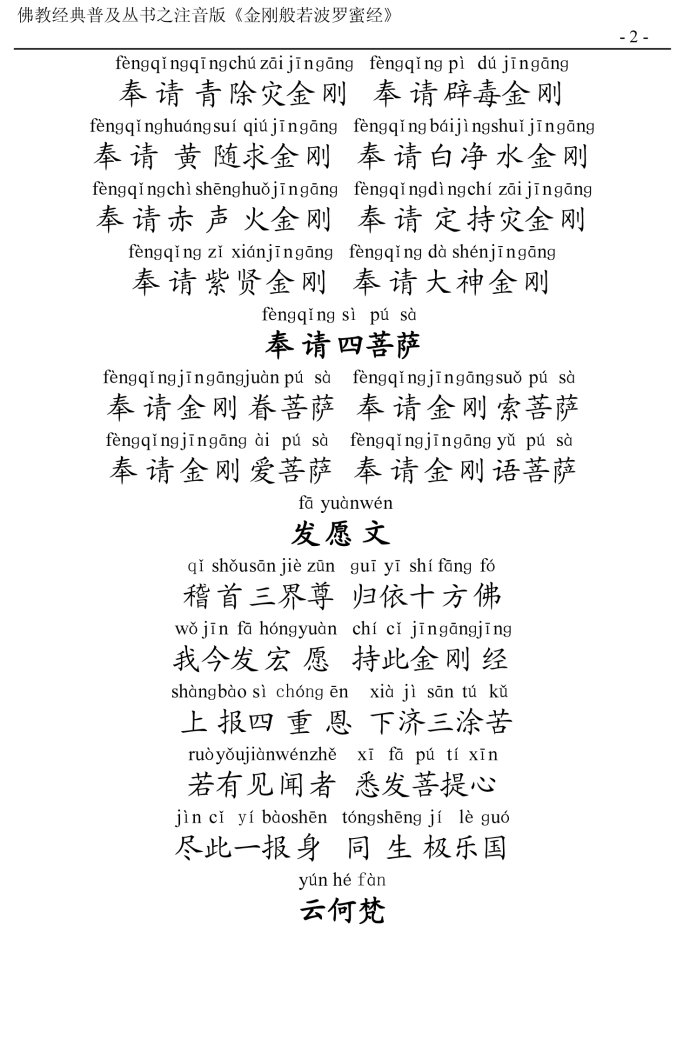 佛教经典普及丛书之注音版《金刚般若波罗蜜经》
- 2 -
fèngqǐngqīngchú zāi jīngāng fèngqǐng pì dú jīngāng
奉请青除灾金刚 奉请辟毒金刚
fèngqǐnghuángsuí qiú jīngāng fèngqǐngbáijìngshuǐ jīngāng
奉请黄随求金刚 奉请白净水金刚
fèngqǐngchì shēnghuǒ jīngāng fèngqǐngdìngchí zāi jīngāng
奉请赤声火金刚 奉请定持灾金刚
fèngqǐng zǐ xiánjīngāng fèngqǐng dà shénjīngāng
奉请紫贤金刚 奉请大神金刚
fèngqǐng sì pú sà
奉请四菩萨
fèngqǐngjīngāngjuàn pú sà fèngqǐngjīngāngsuǒ pú sà
奉请金刚眷菩萨 奉请金刚索菩萨
fèngqǐngjīngāng ài pú sà fèngqǐngjīngāng yǔ pú sà
奉请金刚爱菩萨 奉请金刚语菩萨
fā yuànwén
发愿文
qǐ shǒusān jiè zūn guī yī shí fāng fó
稽首三界尊 归依十方佛
wǒ jīn fā hóngyuàn chí cǐ jīngāngjīng
我今发宏愿 持此金刚经
shàngbào sì chóng ēn xià jì sān tú kǔ
上报四重恩 下济三涂苦
ruòyǒujiànwénzhě xī fā pú tí xīn
若有见闻者 悉发菩提心
jìn cǐ yí bàoshēn tóngshēng jí lè guó
尽此一报身 同生极乐国
yún hé fàn
云何梵